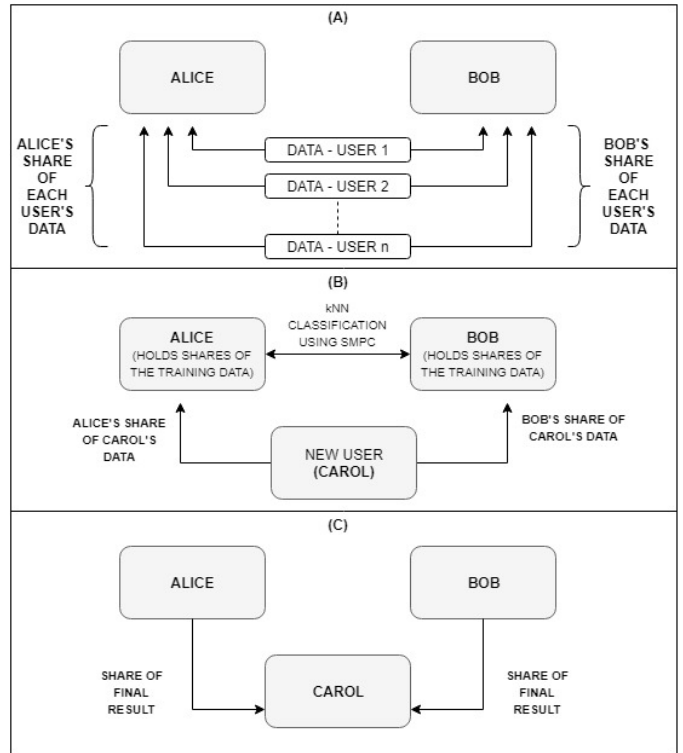 (A)
ALICE
BOB
ALICE'S
SHARE
OF
EACH
USER'S
DATA
DATA - USER 1
DATA - USER 2
DATA - USER n
BOB'S
SHARE
OF
EACH
USER'S
DATA
(B)
kNN
CLASSIFICATION
USING SMPC
ALICE
(HOLDS SHARES OF
THE TRAINING DATA)
BOB
(HOLDS SHARES OF
THE TRAINING DATA)
ALICE'S SHARE
OF CAROL'S
DATA
NEW USER
(CAROL)
BOB'S SHARE OF
CAROL'S DATA
(C)
ALICE
BOB
SHARE OF
FINAL
RESULT
CAROL
SHARE OF
FINAL
RESULT